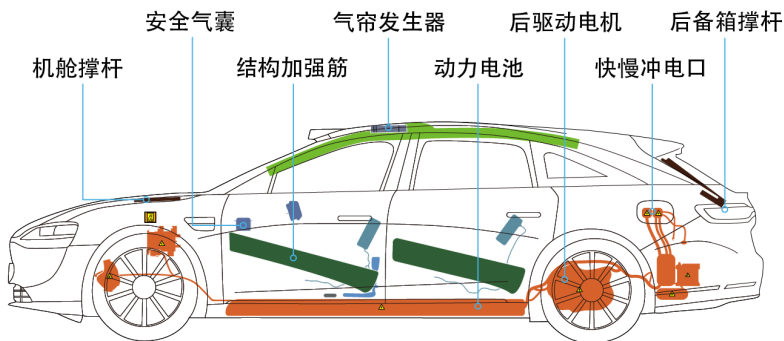 安全气囊
气帘发生器
后驱动电机
后备箱撑杆
机舱撑杆
结构加强筋
动力电池
快慢冲电口